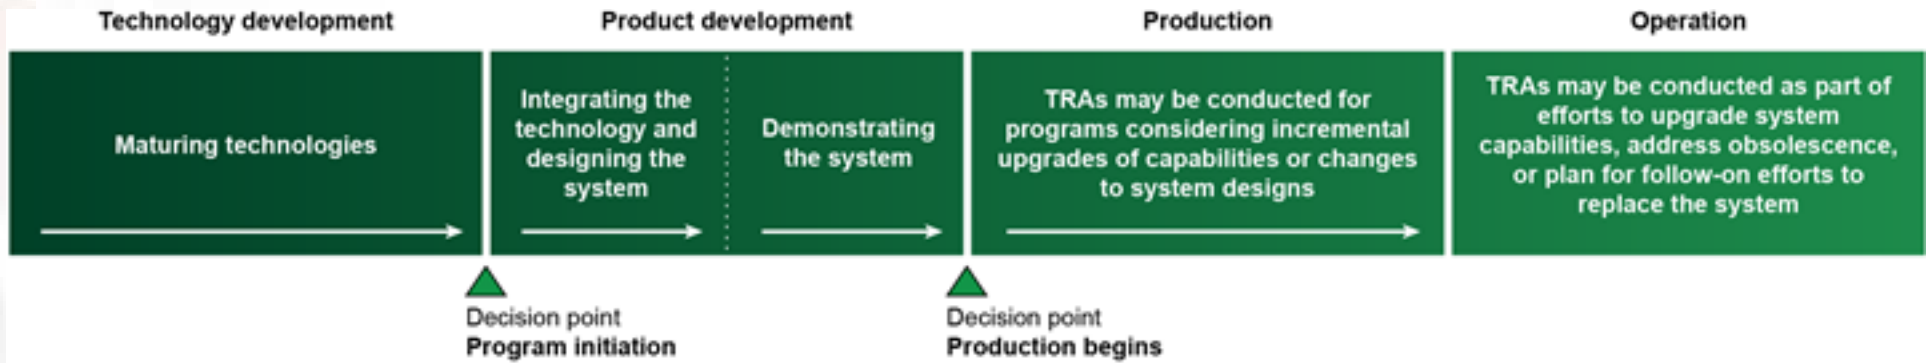 Technology development
Product development
Production
Operation
Maturing technologies
Integrating the
technology and
designing the
system
Demonstrating
the system
TRAs may be conducted for
programs considering incremental
upgrades of capabilities or changes
to system designs
TRAs may be conducted as part of
efforts to upgrade system
capabilities, address obsolescence,
or plan for follow-on efforts to
replace the system
Decision point
Program initiation
Decision point
Production begins